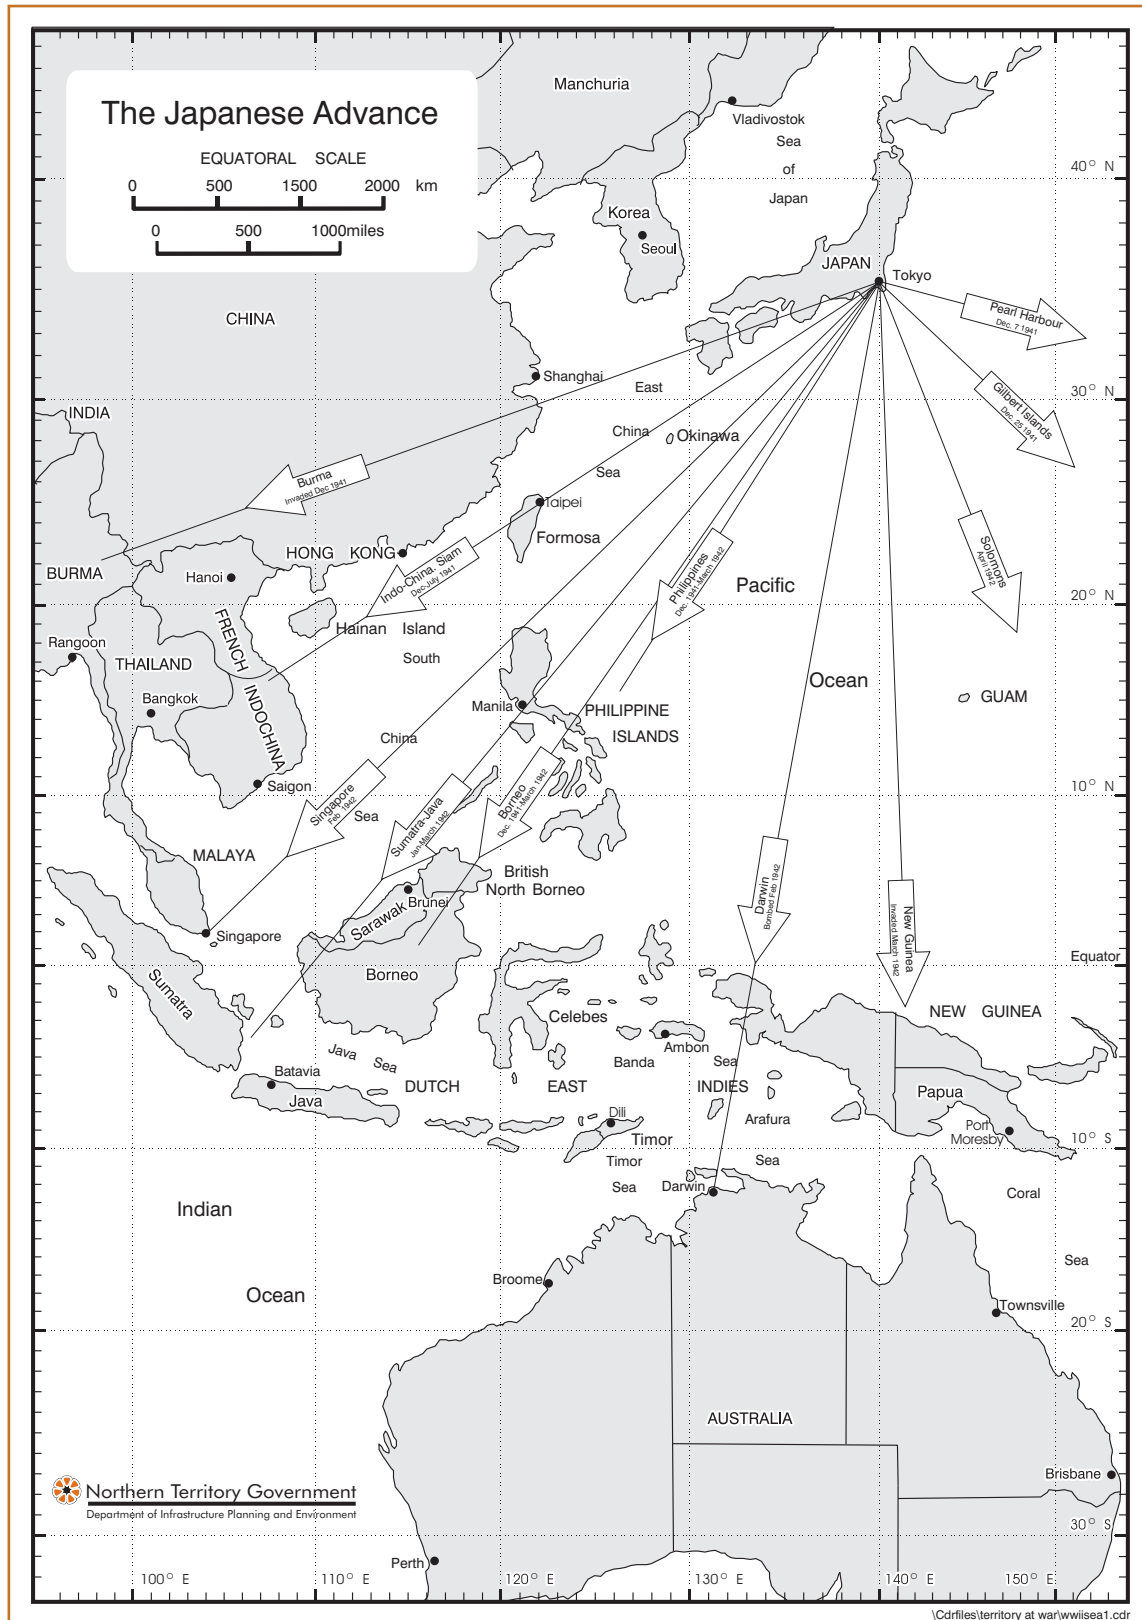 The Japanese Advance
EQUATORAL SCALE
0 500 1500 2000 km
0 500 1000miles
Manchuria
Vladivostok
Sea
of
Japan
40° N
Korea
Seoul
JAPAN
Tokyo
Pearl Harbour
Dec. 7 1941
CHINA
Shanghai
East
30° N
Gilbert Islands
Dec. 25 1941
INDIA
China
Okinawa
Sea
Burma
Invaded Dec 1941
Taipei
Formosa
HONG KONG
BURMA
Hanoi
Indo-China. Siam
Dec-July 1941
Philippines
Dec. 1941-March 1942
Pacific
Solomons
April 1942
20° N
Hainan Island
FRENCH INDOCHINA
Rangoon
THAILAND
South
Bangkok
Ocean
GUAM
Manila
PHILIPPINE
ISLANDS
China
Saigon
10° N
Singapore
Feb 1942
Sea
Sumatra-Java
Jan-March 1942
Borneo
Dec. 1941-March 1942
MALAYA
British
North Borneo
Brunei
Sarawak
Darwin
Bombed Feb 1942
New Guinea
Invaded March 1942
Singapore
Equator
Borneo
Sumatra
Celebes
NEW GUINEA
Java Sea
Ambon
Banda Sea
Batavia
DUTCH EAST INDIES
Java
Papua
Dili
Arafura
Port
Moresby
Timor
10° S
Timor
Sea
Sea
Darwin
Coral
Indian
Sea
Broome
Ocean
Townsville
20° S
AUSTRALIA
Brisbane
Northern Territory Government
Department of Infrastructure Planning and Environment
30° S
Perth
100° E 110° E 120° E 130° E 140° E 150° E
\Cdrfiles\territory at war\wwiisea1.cdr